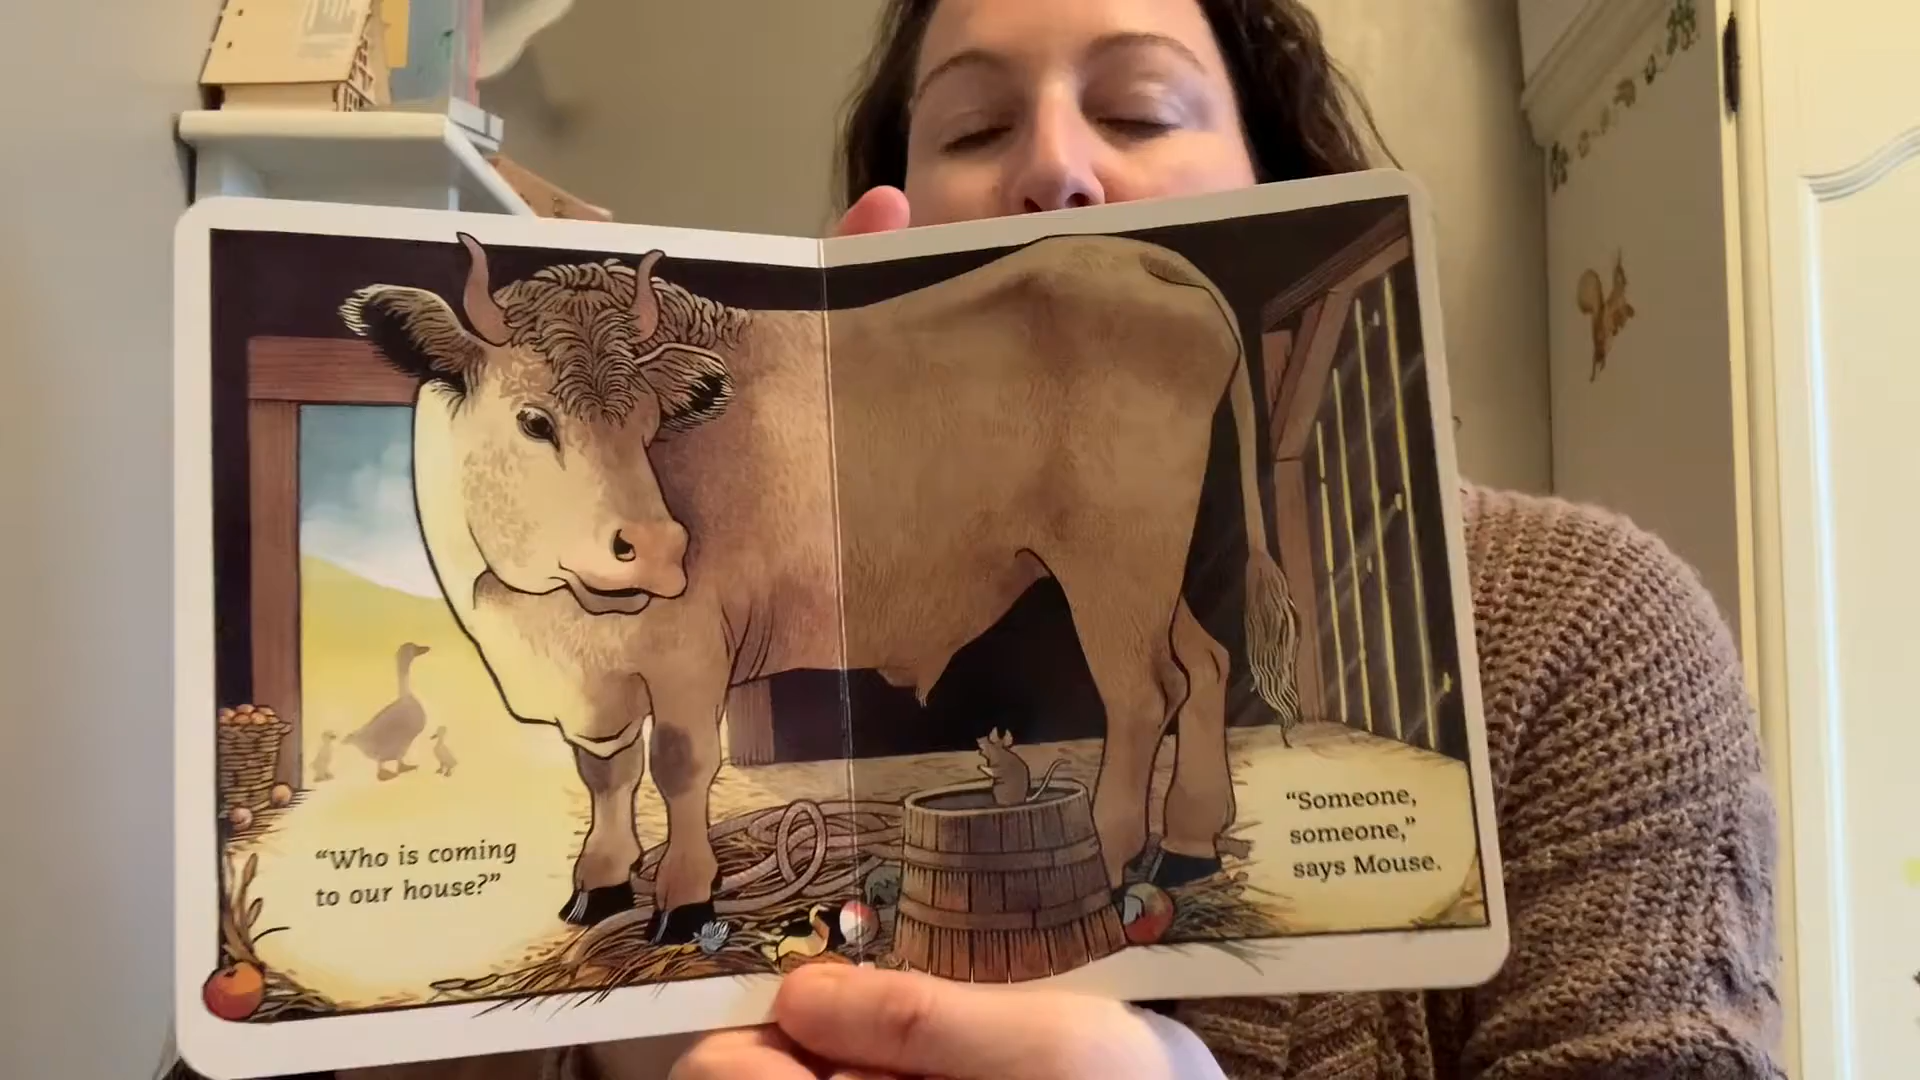 “Who is coming
to our house?”
“Someone,
someone,”
says Mouse.